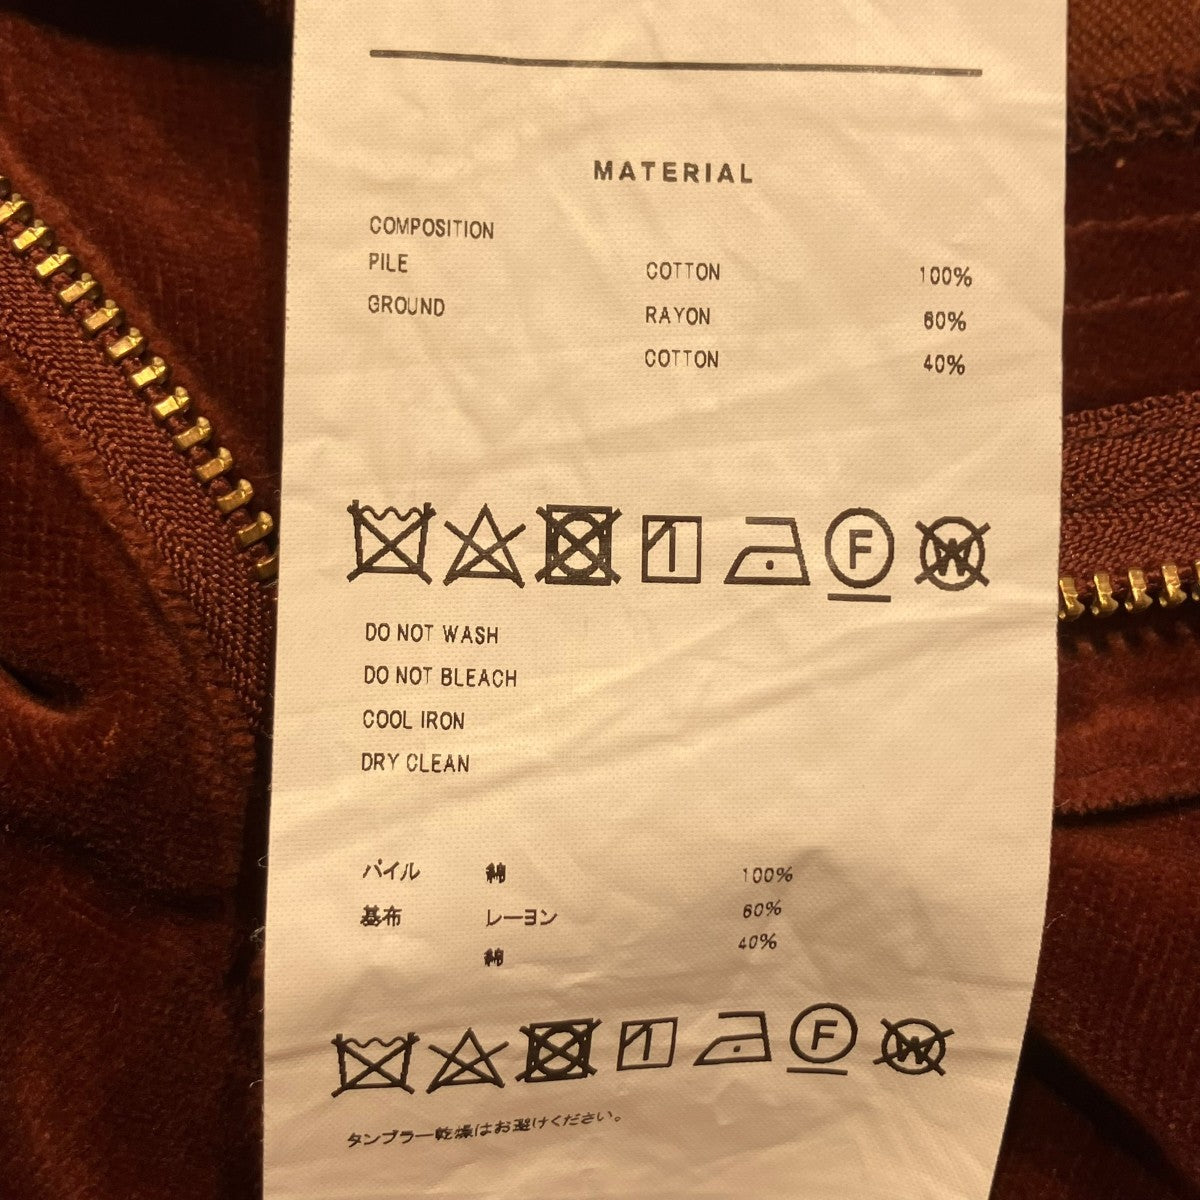 MATERIAL
COMPOSITION
PILE COTTON 100%
GROUND RAYON 60%
COTTON 40%
F W
DO NOT WASH
DO NOT BLEACH
COOL IRON
DRY CLEAN
パイル 綿 100%
基布 レーヨン 60%
綿 40%
F W
タンブラー乾燥はお避けください。